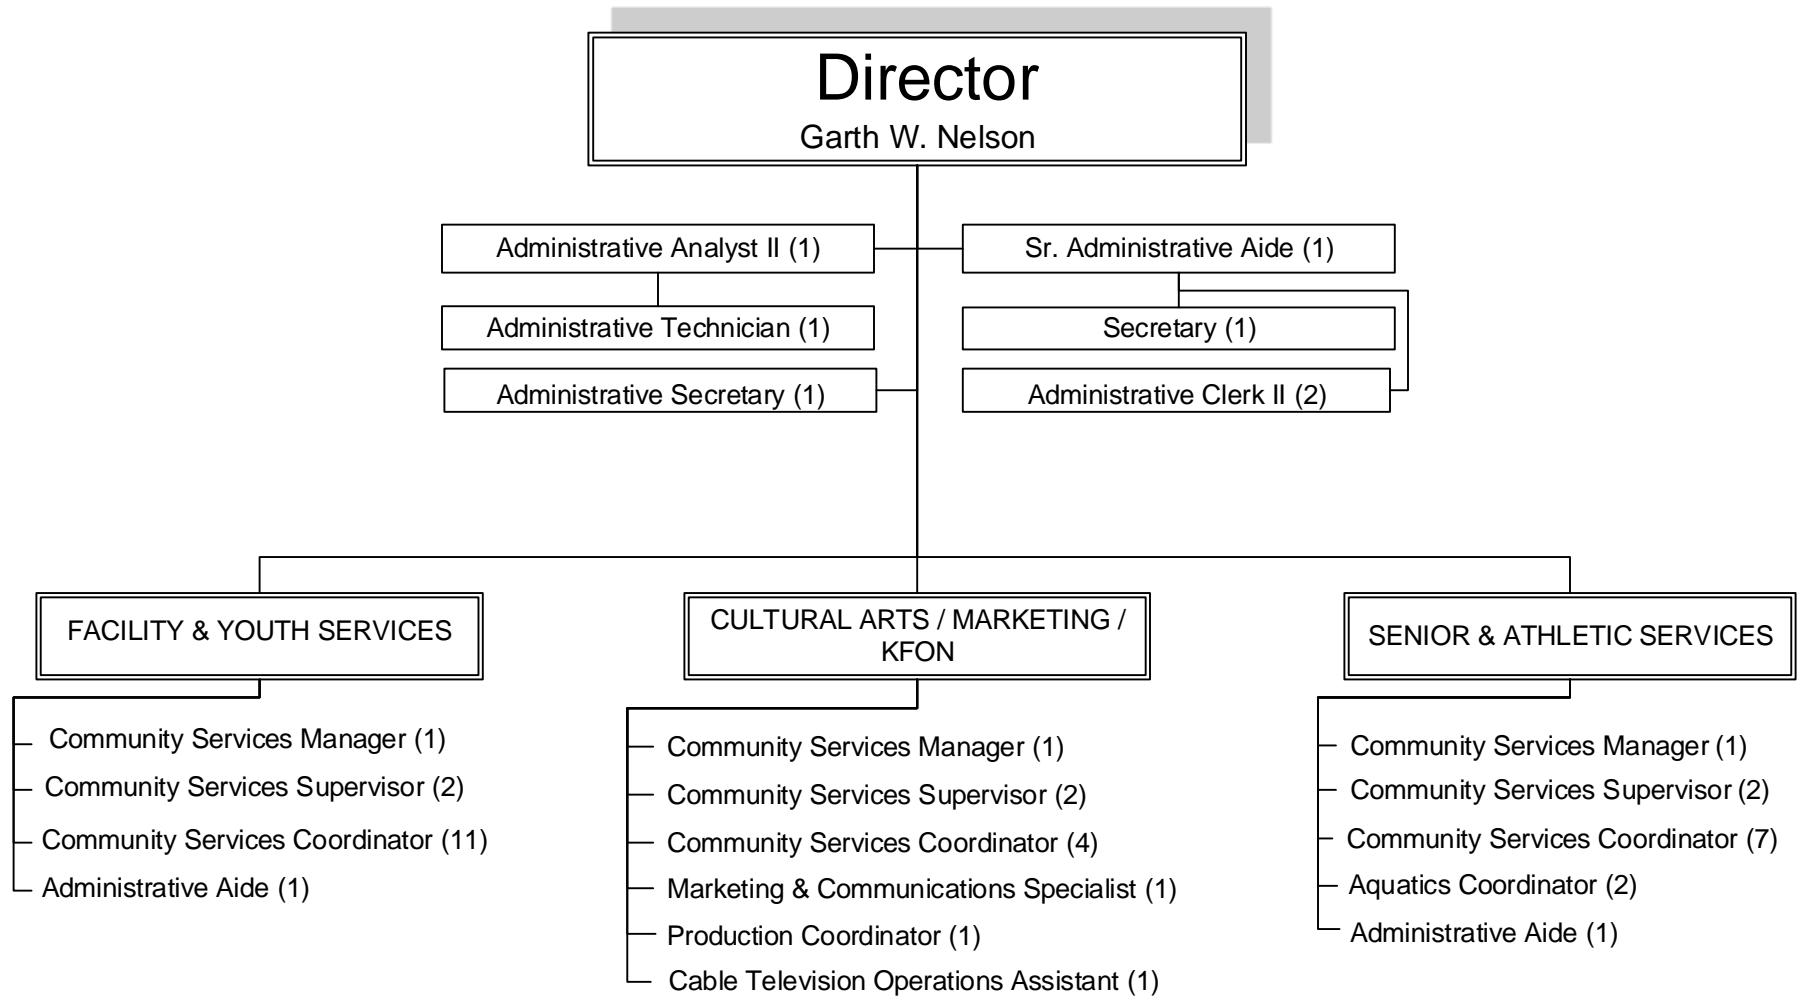 Director
Garth W. Nelson
Administrative Analyst II (1)
Sr. Administrative Aide (1)
Administrative Technician (1)
Secretary (1)
Administrative Secretary (1)
Administrative Clerk II (2)
FACILITY & YOUTH SERVICES
Community Services Manager (1)
Community Services Supervisor (2)
Community Services Coordinator (11)
Administrative Aide (1)
CULTURAL ARTS / MARKETING /
KFON
Community Services Manager (1)
Community Services Supervisor (2)
Community Services Coordinator (4)
Marketing & Communications Specialist (1)
Production Coordinator (1)
Cable Television Operations Assistant (1)
SENIOR & ATHLETIC SERVICES
Community Services Manager (1)
Community Services Supervisor (2)
Community Services Coordinator (7)
Aquatics Coordinator (2)
Administrative Aide (1)